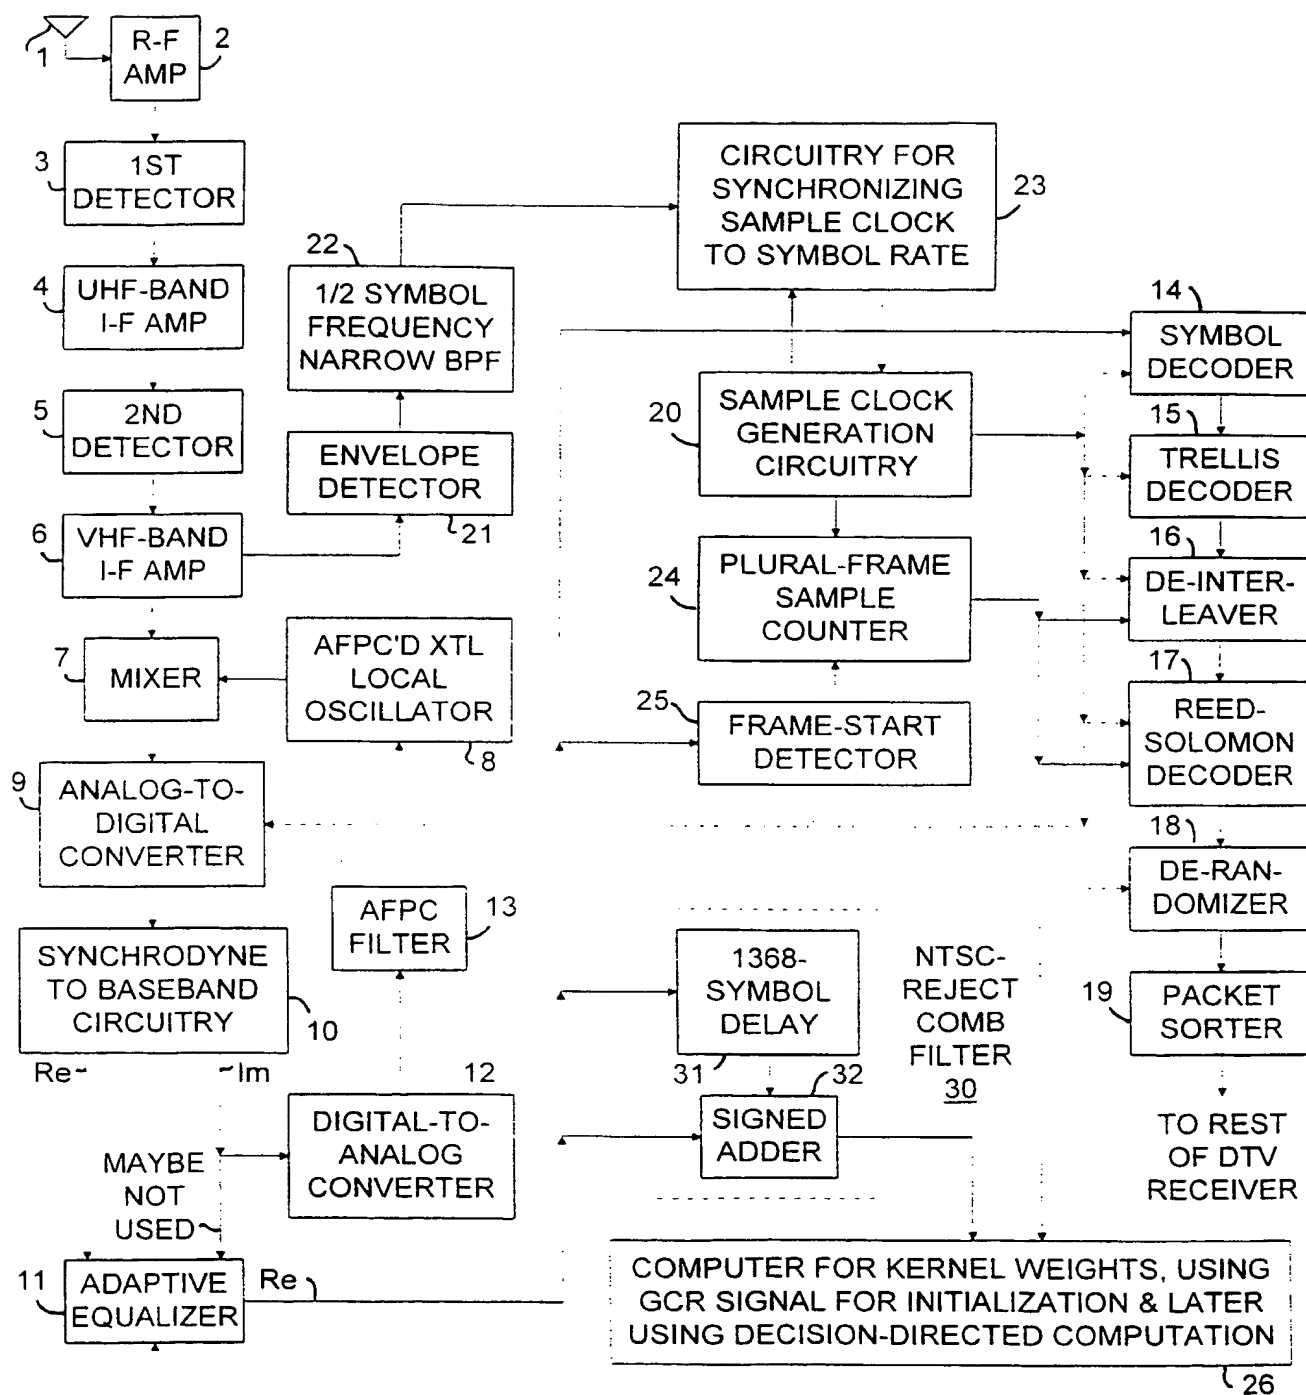 1
R-F
AMP
2
3
1ST
DETECTOR
4
UHF-BAND
I-F AMP
5
2ND
DETECTOR
6
VHF-BAND
I-F AMP
7
MIXER
AFPC'D XTL
LOCAL
OSCILLATOR
8
9
ANALOG-TO-
DIGITAL
CONVERTER
SYNCHRODYNE
TO BASEBAND
CIRCUITRY
10
Re~
~Im
MAYBE
NOT
USED~
11
ADAPTIVE
EQUALIZER
Re
12
DIGITAL-TO-
ANALOG
CONVERTER
AFPC
FILTER
13
22
1/2 SYMBOL
FREQUENCY
NARROW BPF
ENVELOPE
DETECTOR
21
CIRCUITRY FOR
SYNCHRONIZING
SAMPLE CLOCK
TO SYMBOL RATE
23
20
SAMPLE CLOCK
GENERATION
CIRCUITRY
24
PLURAL-FRAME
SAMPLE
COUNTER
25
FRAME-START
DETECTOR
1368-
SYMBOL
DELAY
31
32
SIGNED
ADDER
NTSC-
REJECT
COMB
FILTER
30
14
SYMBOL
DECODER
15
TRELLIS
DECODER
16
DE-INTER-
LEAVER
17
REED-
SOLOMON
DECODER
18
DE-RAN-
DOMIZER
19
PACKET
SORTER
TO REST
OF DTV
RECEIVER
COMPUTER FOR KERNEL WEIGHTS, USING
GCR SIGNAL FOR INITIALIZATION & LATER
USING DECISION-DIRECTED COMPUTATION
26